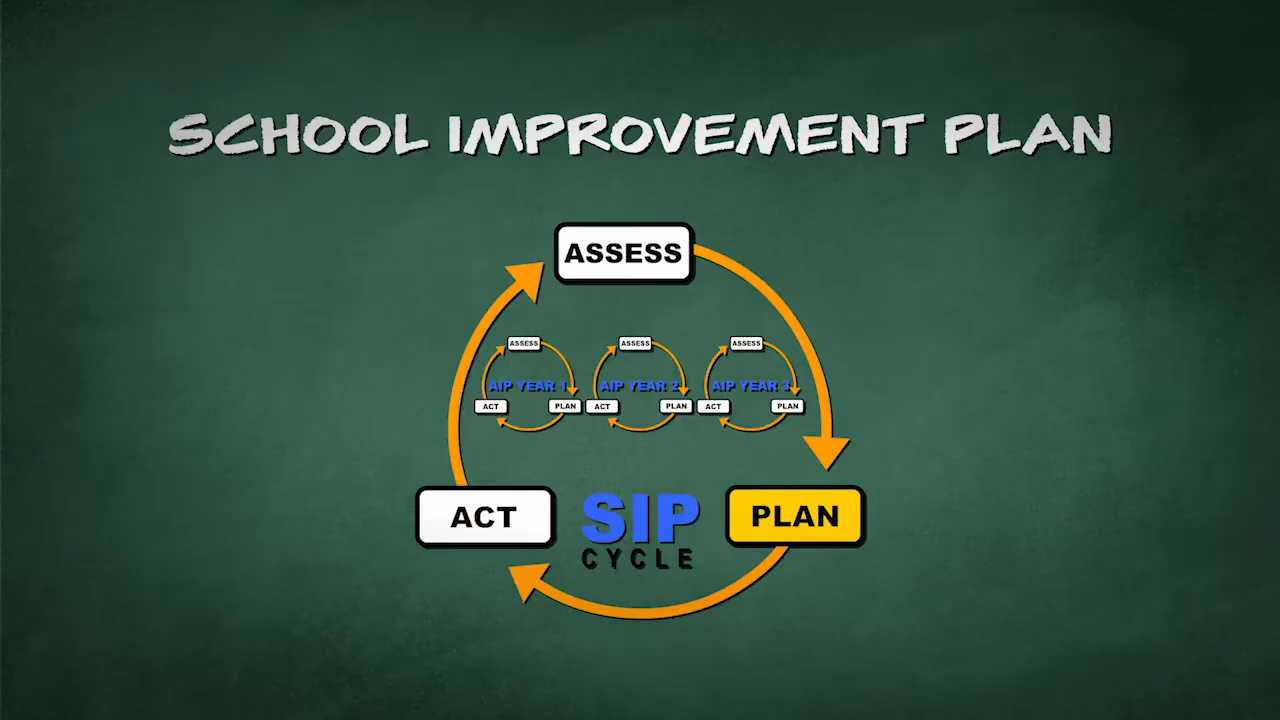 SCHOOL IMPROVEMENT PLAN
ASSESS
ASSESS ASSESS ASSESS
AIP YEAR 1 AIP YEAR 2 AIP YEAR 3
ACT PLAN ACT PLAN ACT PLAN
ACT SIP PLAN
CYCLE